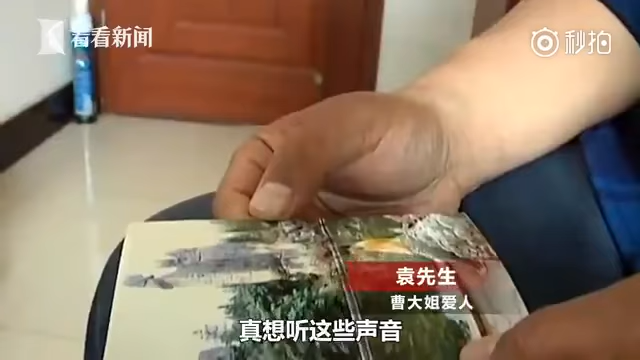 看看新闻
秒拍
袁先生
曹大姐爱人
真想听这些声音